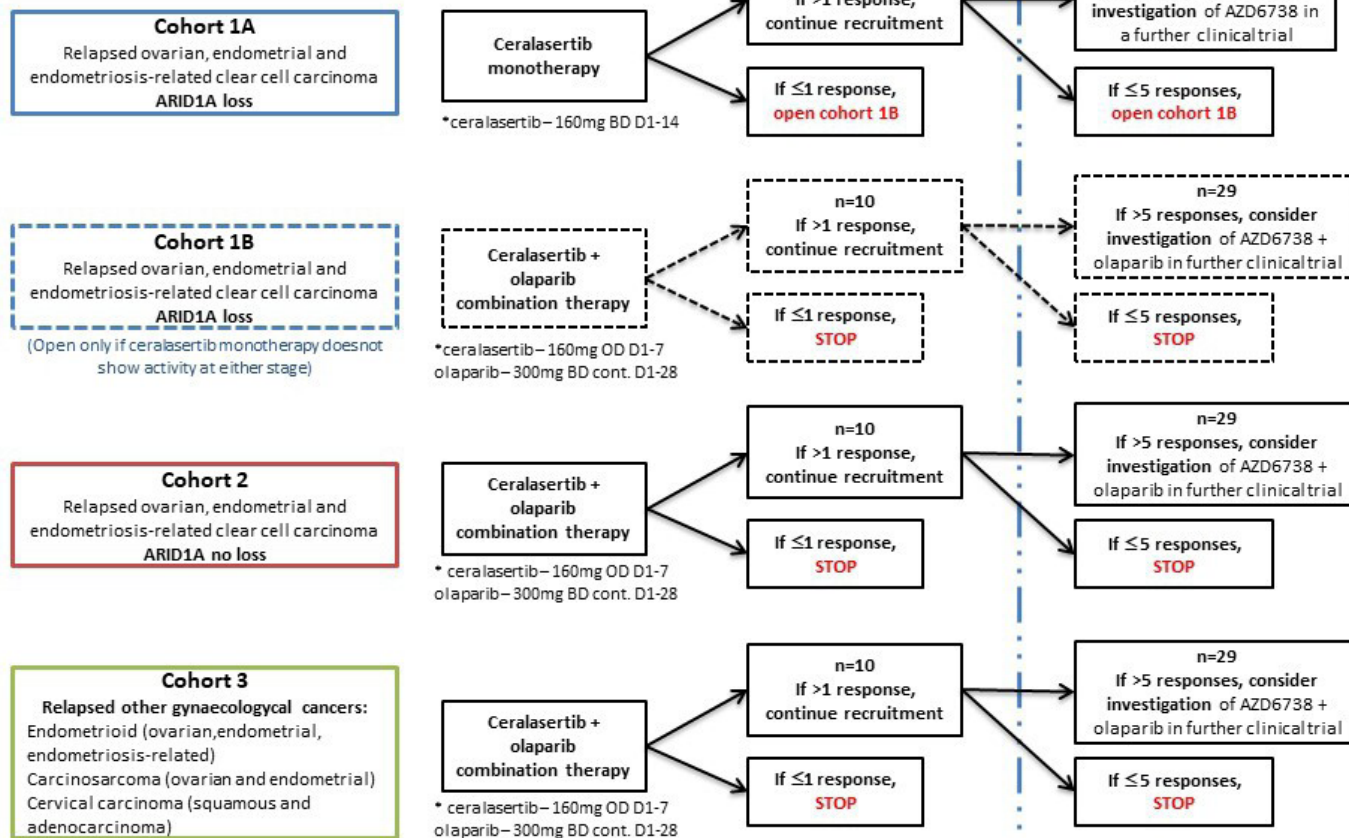 Cohort 1A
Relapsed ovarian, endometrial and
endometriosis-related clear cell carcinoma
ARID1A loss
Ceralasertib
monotherapy
*ceralasertib– 160mg BD D1-14
If >1 response,
continue recruitment
If ≤1 response,
open cohort 1B
investigation of AZD6738 in
a further clinical trial
If ≤5 responses,
open cohort 1B
Cohort 1B
Relapsed ovarian, endometrial and
endometriosis-related clear cell carcinoma
ARID1A loss
(Open only if ceralasertib monotherapy does not
show activity at either stage)
Ceralasertib +
olaparib
combination therapy
*ceralasertib– 160mg OD D1-7
olaparib– 300mg BD cont. D1-28
n=10
If >1 response,
continue recruitment
If ≤1 response,
STOP
n=29
If >5 responses, consider
investigation of AZD6738 +
olaparib in further clinical trial
If ≤5 responses,
STOP
Cohort 2
Relapsed ovarian, endometrial and
endometriosis-related clear cell carcinoma
ARID1A no loss
Ceralasertib +
olaparib
combination therapy
* ceralasertib– 160mg OD D1-7
olaparib– 300mg BD cont. D1-28
n=10
If >1 response,
continue recruitment
If ≤1 response,
STOP
n=29
If >5 responses, consider
investigation of AZD6738 +
olaparib in further clinical trial
If ≤5 responses,
STOP
Cohort 3
Relapsed other gynaecologycal cancers:
Endometrioid (ovarian,endometrial,
endometriosis-related)
Carcinosarcoma (ovarian and endometrial)
Cervical carcinoma (squamous and
adenocarcinoma)
Ceralasertib +
olaparib
combination therapy
* ceralasertib– 160mg OD D1-7
olaparib– 300mg BD cont. D1-28
n=10
If >1 response,
continue recruitment
If ≤1 response,
STOP
n=29
If >5 responses, consider
investigation of AZD6738 +
olaparib in further clinical trial
If ≤5 responses,
STOP